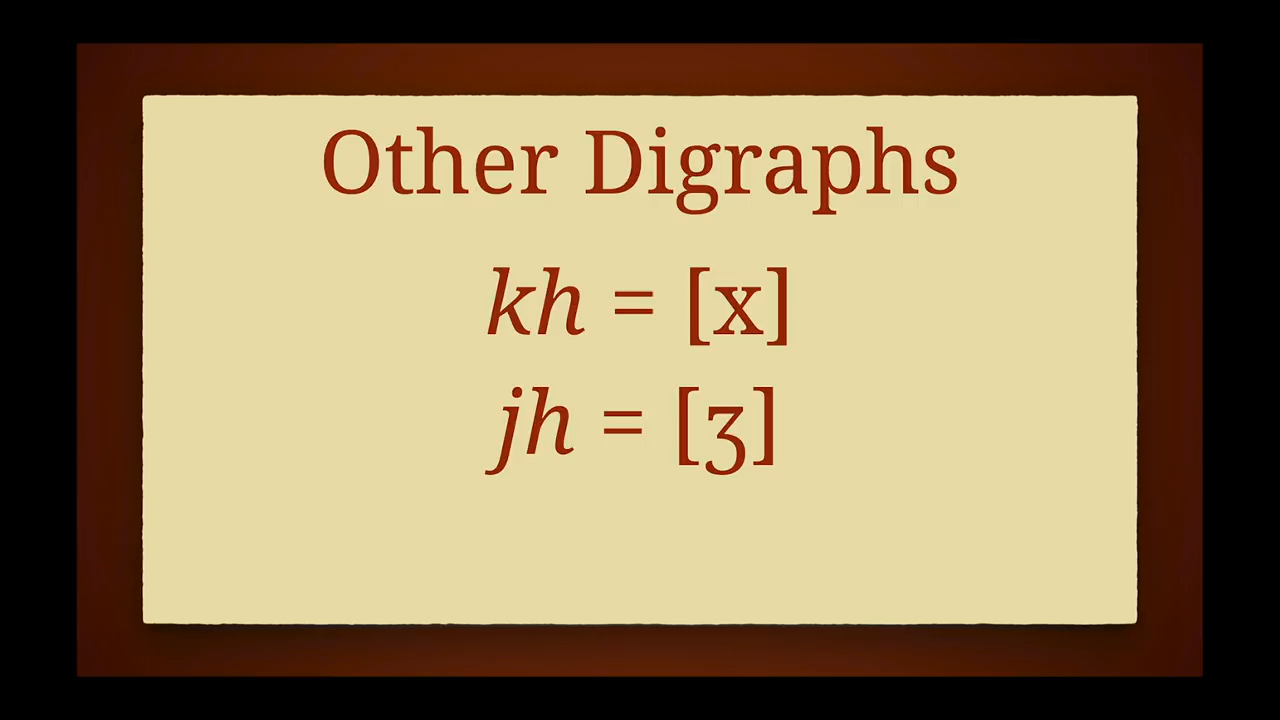 Other Digraphs
kh = [x]
jh = [ʒ]